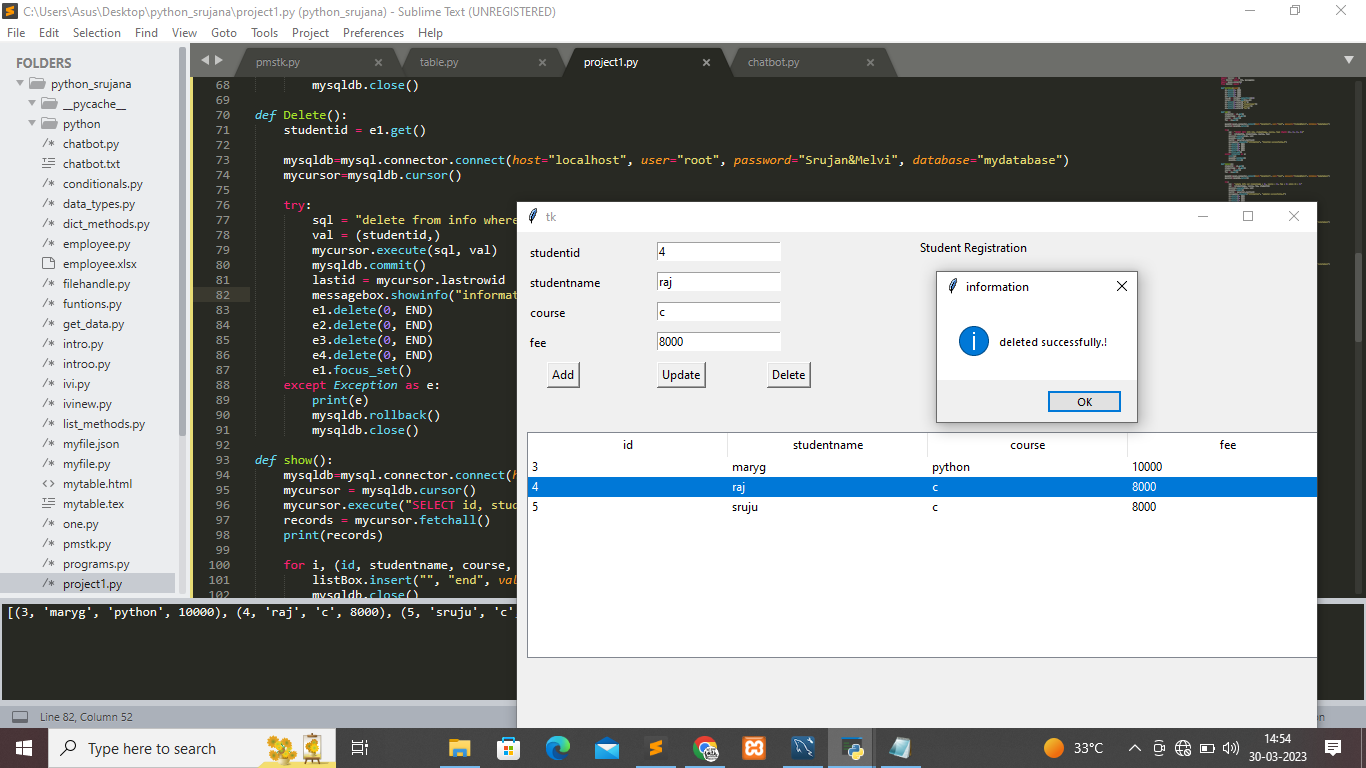 C:\Users\Asus\Desktop\python_srujana\project1.py (python_srujana) - Sublime Text (UNREGISTERED)
File Edit Selection Find View Goto Tools Project Preferences Help
FOLDERS
python_srujana
__pycache__
python
chatbot.py
chatbot.txt
conditionals.py
data_types.py
dict_methods.py
employee.py
employee.xlsx
filehandle.py
funtions.py
get_data.py
intro.py
introo.py
ivi.py
ivinew.py
list_methods.py
myfile.json
myfile.py
mytable.html
mytable.tex
one.py
pmstk.py
programs.py
project1.py
pmstk.py table.py project1.py chatbot.py
68 mysqldb.close()
69
70 def Delete():
71 studentid = e1.get()
72
73 mysqldb=mysql.connector.connect(host="localhost", user="root", password="Srujan&Melvi", database="mydatabase")
74 mycursor=mysqldb.cursor()
75
76 try:
77 sql = "delete from info where
78 val = (studentid,)
79 mycursor.execute(sql, val)
80 mysqldb.commit()
81 lastid = mycursor.lastrowid
82 messagebox.showinfo("informat
83 e1.delete(0, END)
84 e2.delete(0, END)
85 e3.delete(0, END)
86 e4.delete(0, END)
87 e1.focus_set()
88 except Exception as e:
89 print(e)
90 mysqldb.rollback()
91 mysqldb.close()
92
93 def show():
94 mysqldb=mysql.connector.connect(h
95 mycursor = mysqldb.cursor()
96 mycursor.execute("SELECT id, stud
97 records = mycursor.fetchall()
98 print(records)
99
100 for i, (id, studentname, course,
101 listBox.insert("", "end", val
102 mysqldb.close()
tk
Student Registration
studentid 4
studentname raj
course c
fee 8000
Add Update Delete
information
deleted successfully.!
OK
id studentname course fee
3 maryg python 10000
4 raj c 8000
5 sruju c 8000
[(3, 'maryg', 'python', 10000), (4, 'raj', 'c', 8000), (5, 'sruju', 'c'
Line 82, Column 52
Type here to search
33°C
14:54
30-03-2023